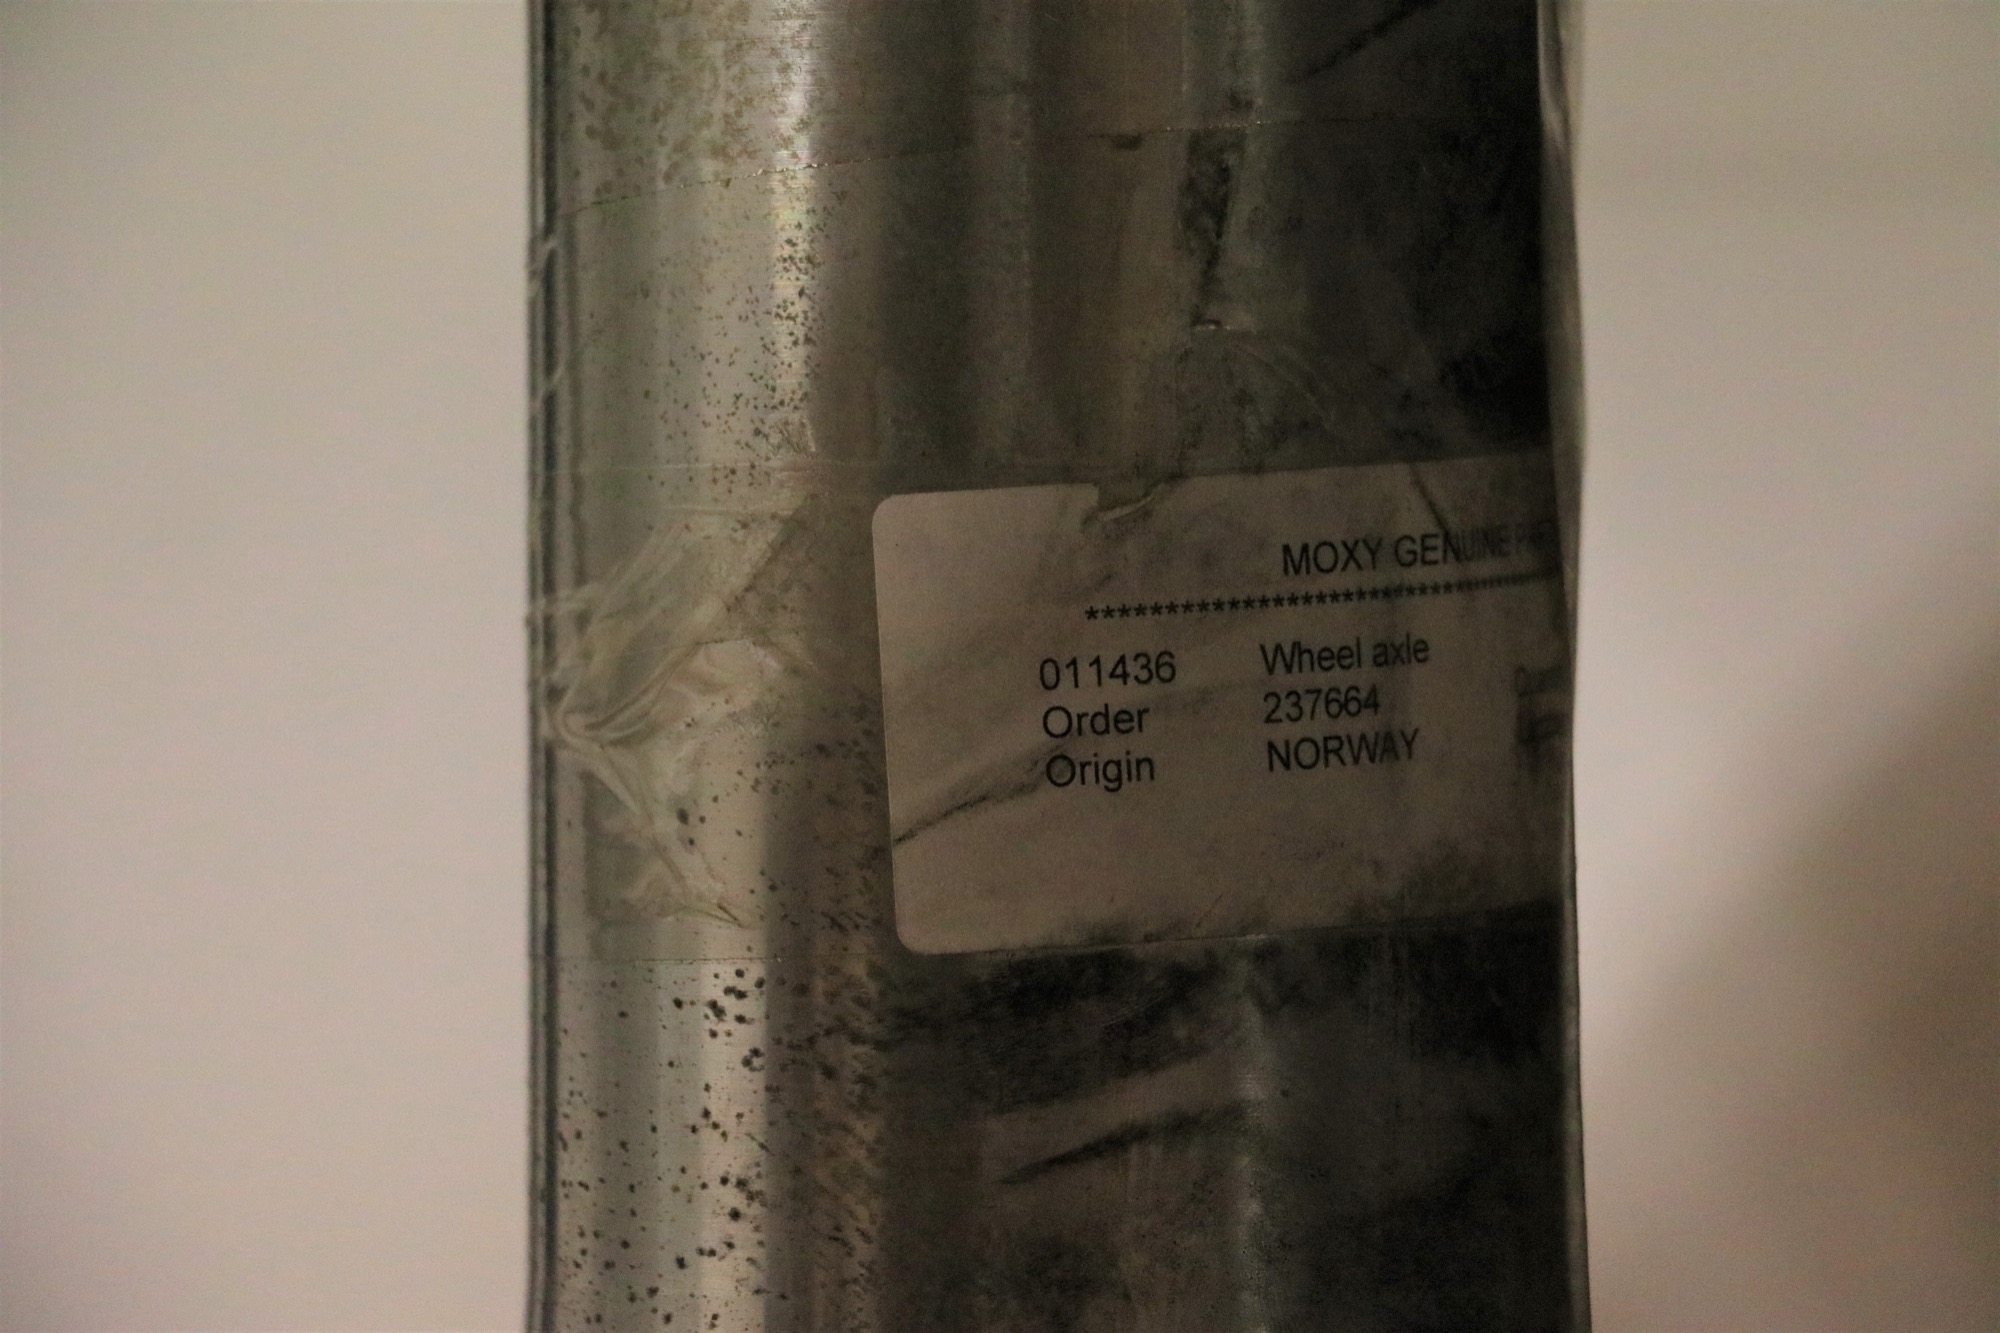 MOXY GENUINE
****************************
011436 Wheel axle
Order 237664
Origin NORWAY